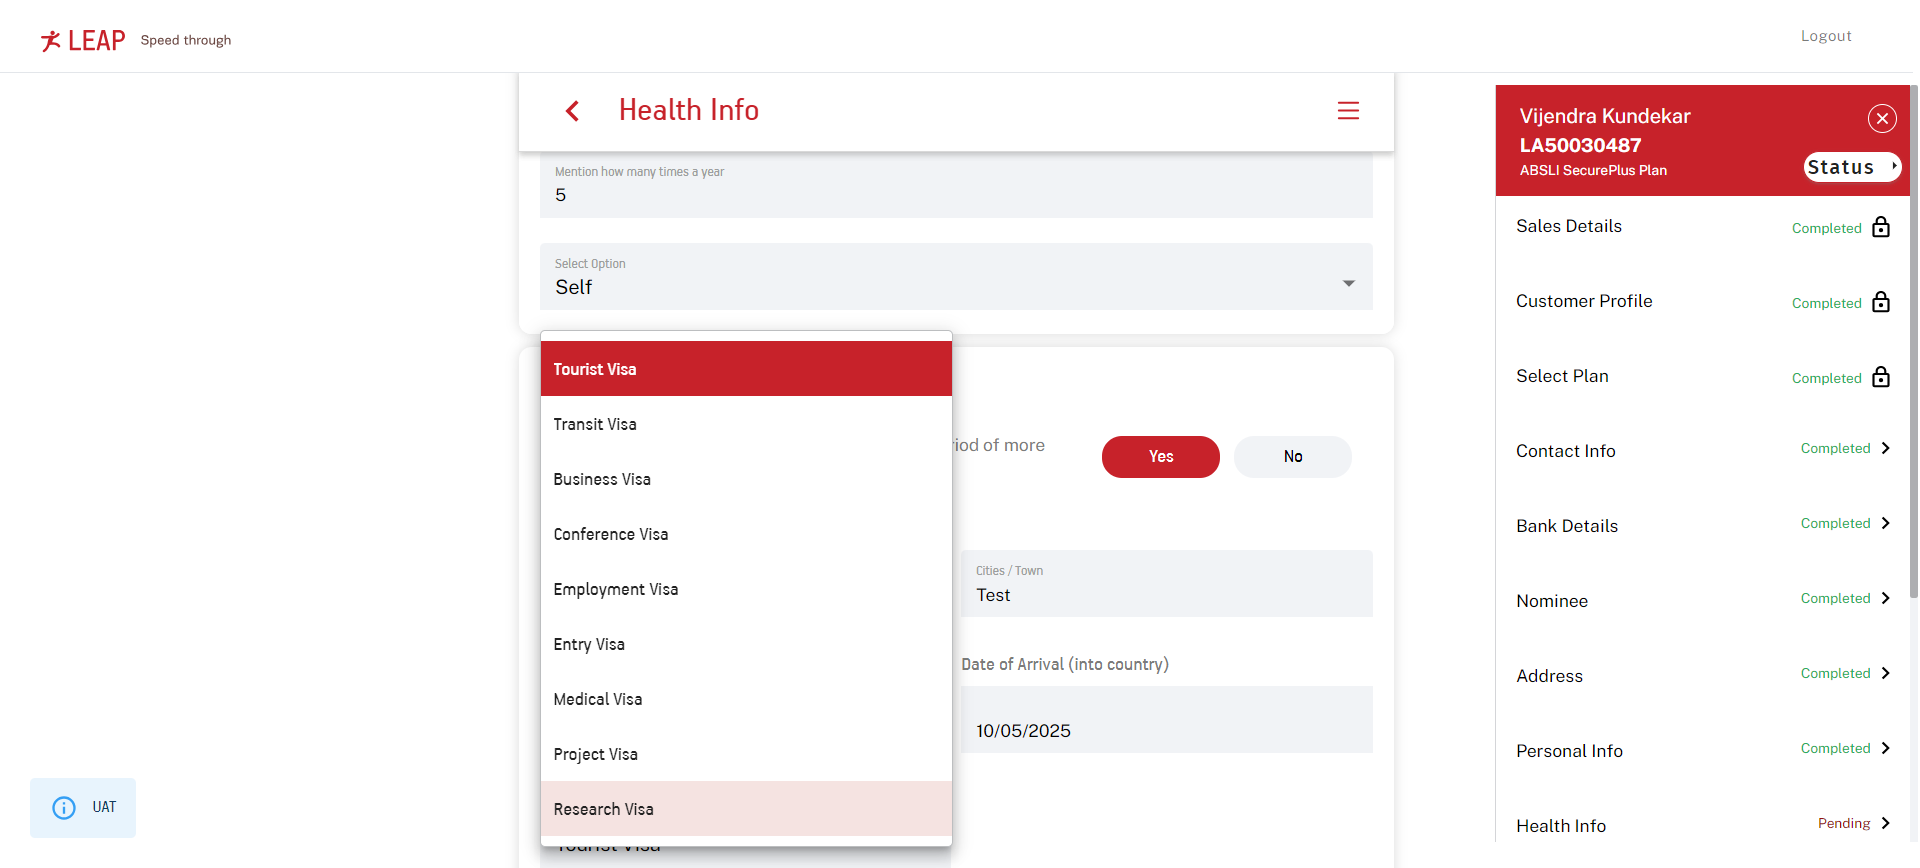 LEAP Speed through
Logout
Health Info
Mention how many times a year
5
Select Option
Self
Tourist Visa
Transit Visa
Business Visa
Conference Visa
Employment Visa
Entry Visa
Medical Visa
Project Visa
Research Visa
Tourist Visa
of more
Yes
No
Cities / Town
Test
Date of Arrival (into country)
10/05/2025
UAT
Vijendra Kundekar
LA50030487
ABSLI SecurePlus Plan
Status
Sales Details Completed
Customer Profile Completed
Select Plan Completed
Contact Info Completed
Bank Details Completed
Nominee Completed
Address Completed
Personal Info Completed
Health Info Pending